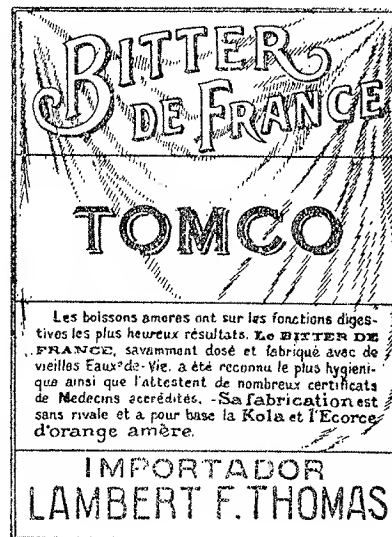 BITTER
DE FRANCE
TOMCO
Les boissons ameres ont sur les fonctions diges-
tives les plus heureux résultats. Le BITTER DE
FRANCE, savamment dosé et fabriqué avec de
vieilles Eaux-de-Vie. a été reconnu le plus hygieni-
que ainsi que l'attestent de nombreux certificats
de Medecins accrédités. - Sa fabrication est
sans rivale et a pour base la Kola et l'Ecorce
d'orange amère.
IMPORTADOR
LAMBERT F. THOMAS